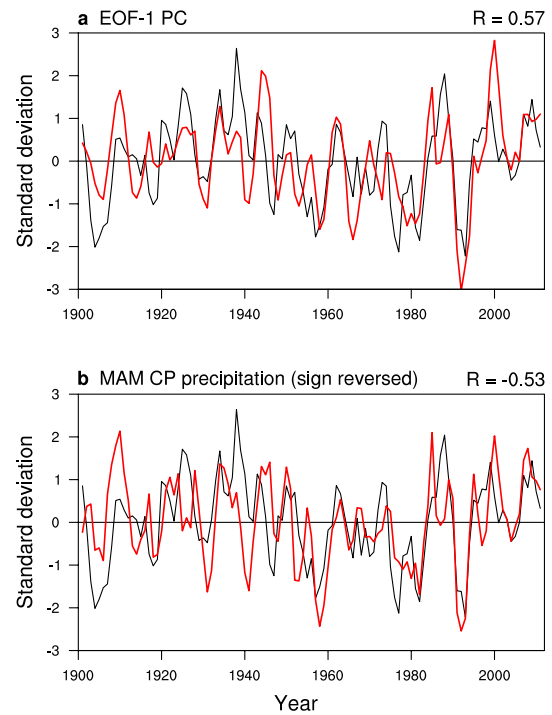 a EOF-1 PC R = 0.57
3
2
1
0
-1
-2
-3
Standard deviation
1900 1920 1940 1960 1980 2000
b MAM CP precipitation (sign reversed) R = -0.53
3
2
1
0
-1
-2
-3
Standard deviation
1900 1920 1940 1960 1980 2000
Year